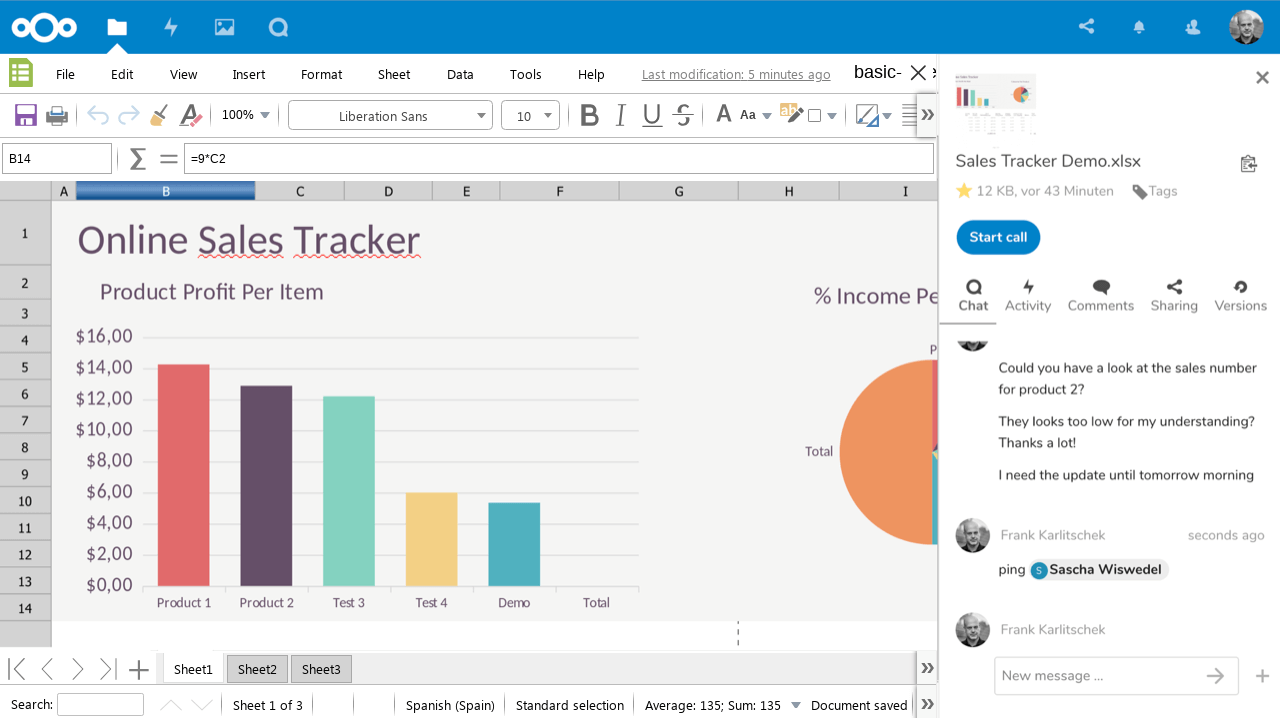 File Edit View Insert Format Sheet Data Tools Help Last modification: 5 minutes ago basic-
100% Liberation Sans 10 B I U S A Aa ab
B14 Σ = =9*C2
A B C D E F G H I
1
Online Sales Tracker
2
Product Profit Per Item
% Income Pe
3
4
5
6
7
8
9
10
11
12
13
14
$16,00
$14,00
$12,00
$10,00
$8,00
$6,00
$4,00
$2,00
$0,00
Product 1 Product 2 Test 3 Test 4 Demo Total
P
Total
Sheet1 Sheet2 Sheet3
Search: Sheet 1 of 3 Spanish (Spain) Standard selection Average: 135; Sum: 135 Document saved
Sales Tracker Demo.xlsx
12 KB, vor 43 Minuten Tags
Start call
Chat Activity Comments Sharing Versions
Could you have a look at the sales number
for product 2?
They looks too low for my understanding?
Thanks a lot!
I need the update until tomorrow morning
Frank Karlitschek seconds ago
ping S Sascha Wiswedel
Frank Karlitschek
New message ...